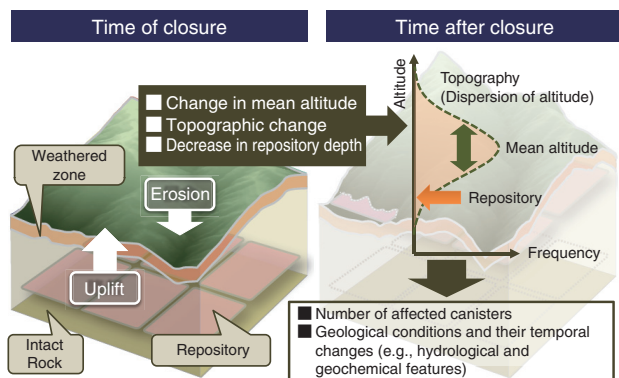 Time of closure
Time after closure
■ Change in mean altitude
■ Topographic change
■ Decrease in repository depth
Altitude
Topography
(Dispersion of altitude)
Mean altitude
Repository
Frequency
Weathered
zone
Erosion
Uplift
Intact
Rock
Repository
■ Number of affected canisters
■ Geological conditions and their temporal
changes (e.g., hydrological and
geochemical features)